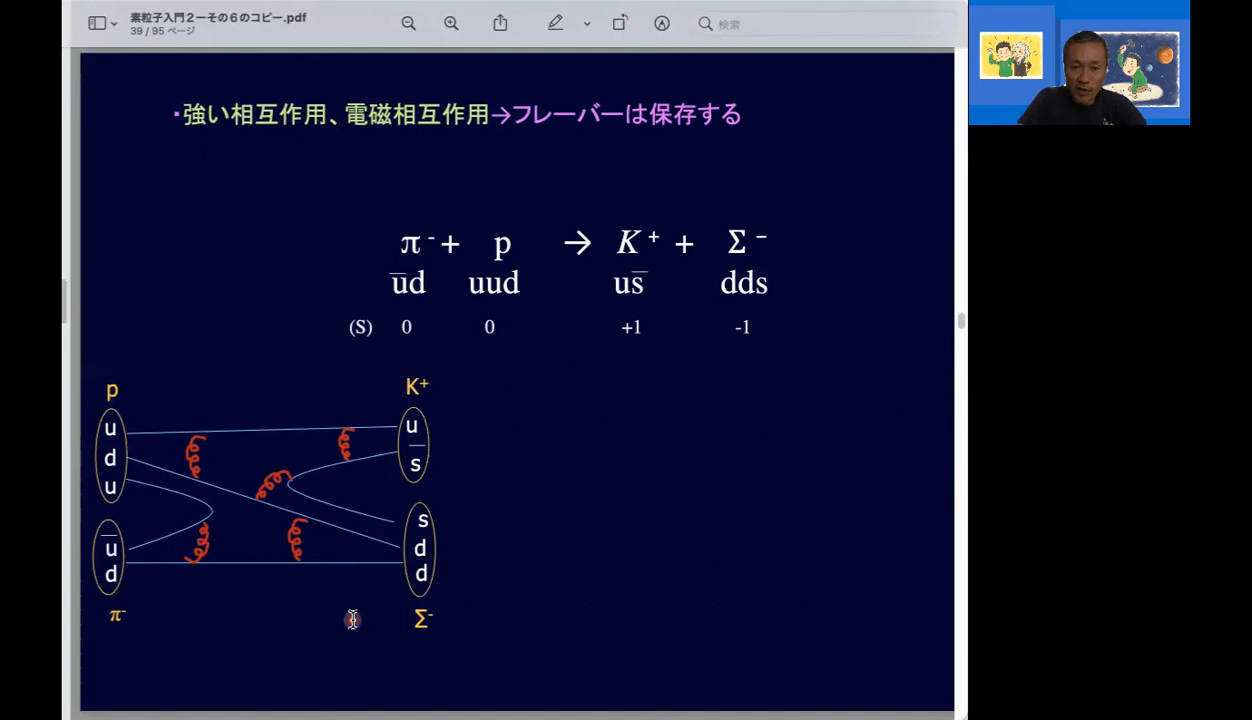 素粒子入門2ーその6のコピー.pdf
39 / 95 ページ
検索
・強い相互作用、電磁相互作用→フレーバーは保存する
π⁻+ p → K⁺ + Σ⁻
u̅d uud us̅ dds
(S) 0 0 +1 -1
p
u
d
u
u̅
d
π⁻
K⁺
u
s̅
s
d
d
Σ⁻